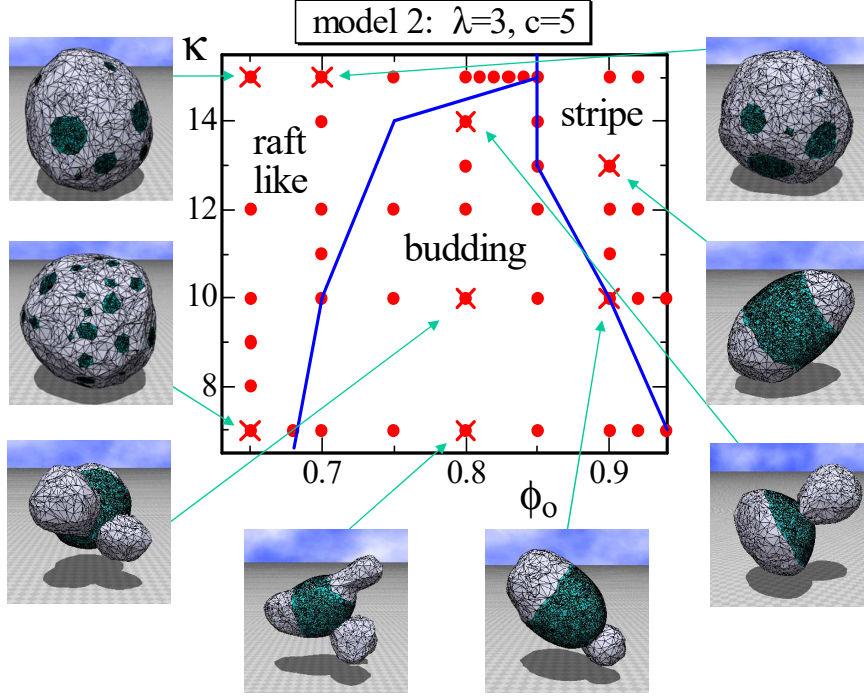 model 2: λ=3, c=5
κ
14
12
10
8
raft
like
stripe
budding
0.7
0.8
0.9
ϕo